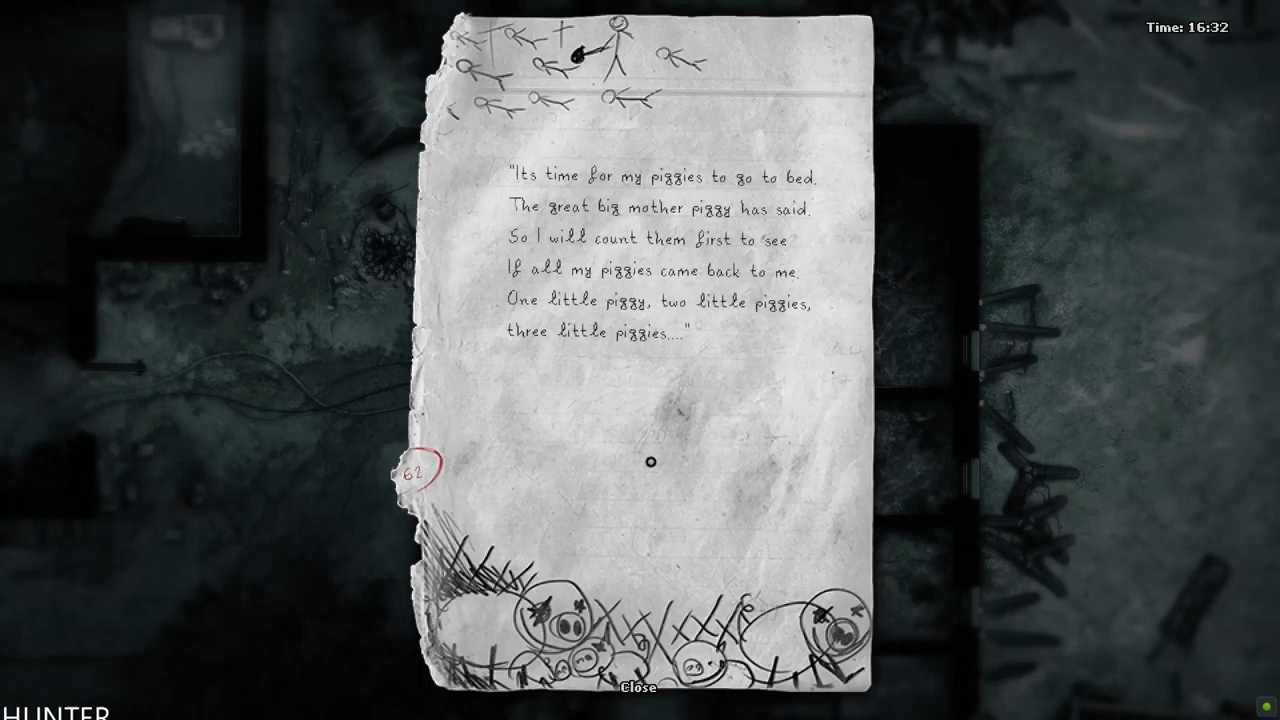 Time: 16:32
"Its time for my piggies to go to bed.
The great big mother piggy has said.
So I will count them first to see
If all my piggies came back to me.
One little piggy, two little piggies,
three little piggies...."
62
Close
HUNTER